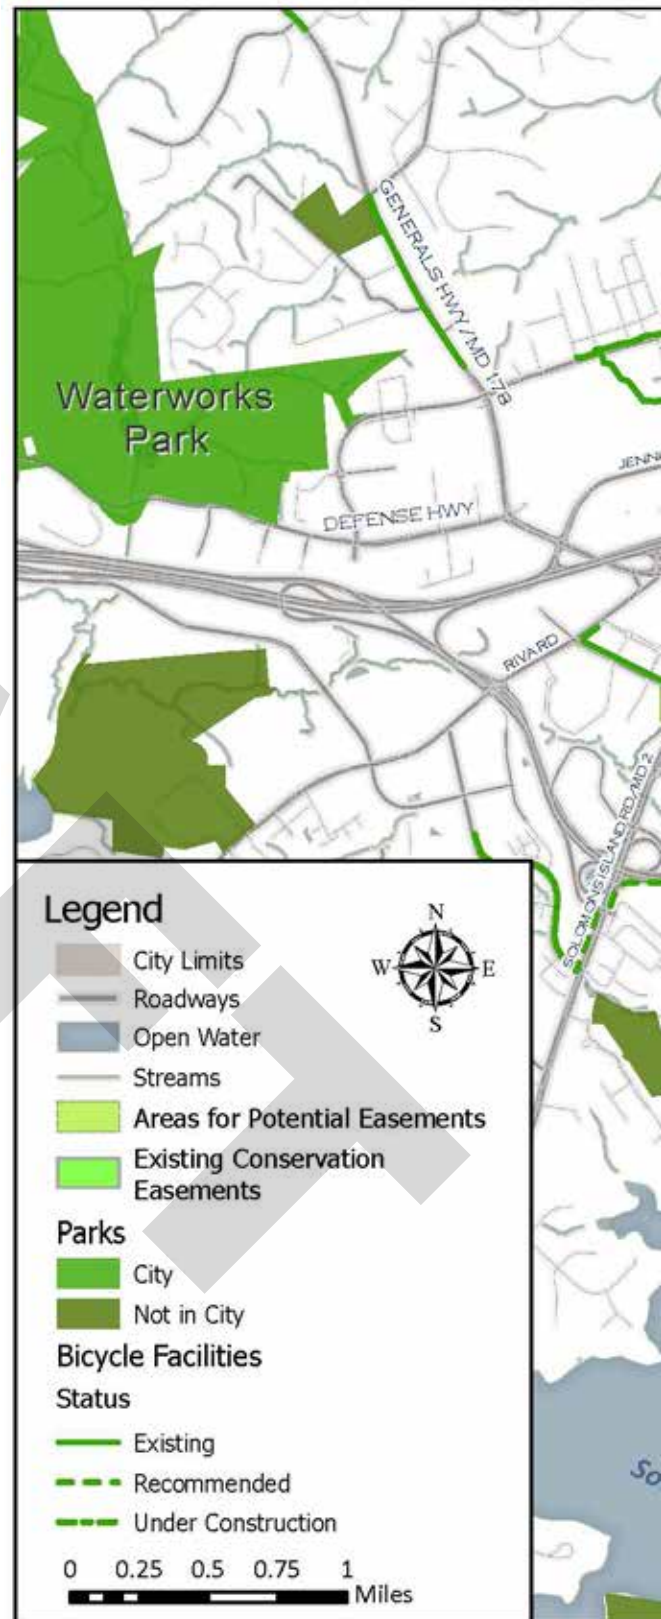 GENERALS HWY / MD 178
Waterworks
Park
JENN
DEFENSE HWY
RIVA RD
SOLOMONS ISLAND RD / MD 2
Legend
N
W
E
S
City Limits
Roadways
Open Water
Streams
Areas for Potential Easements
Existing Conservation
Easements
Parks
City
Not in City
Bicycle Facilities
Status
Existing
Recommended
Under Construction
0 0.25 0.5 0.75 1
Miles
So